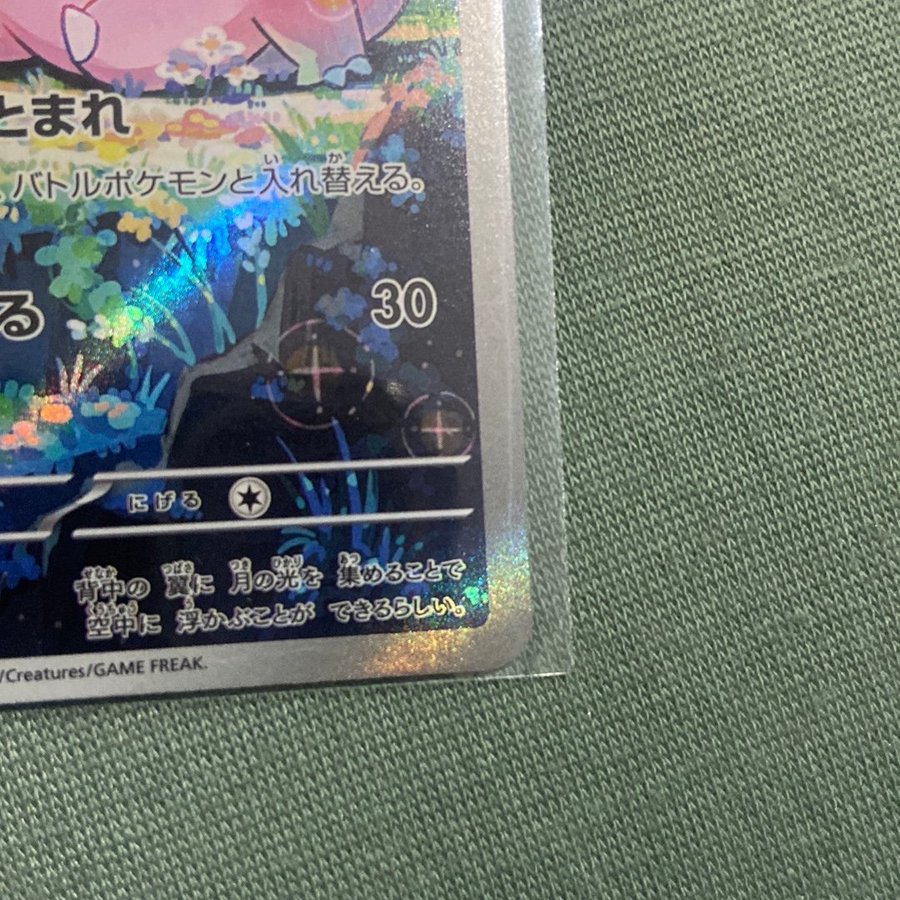 とまれ
、バトルポケモンと入れ替える。
る 30
にげる
背中の 翼に 月の光を 集めることで
空中に 浮かぶことが できるらしい。
/Creatures/GAME FREAK.